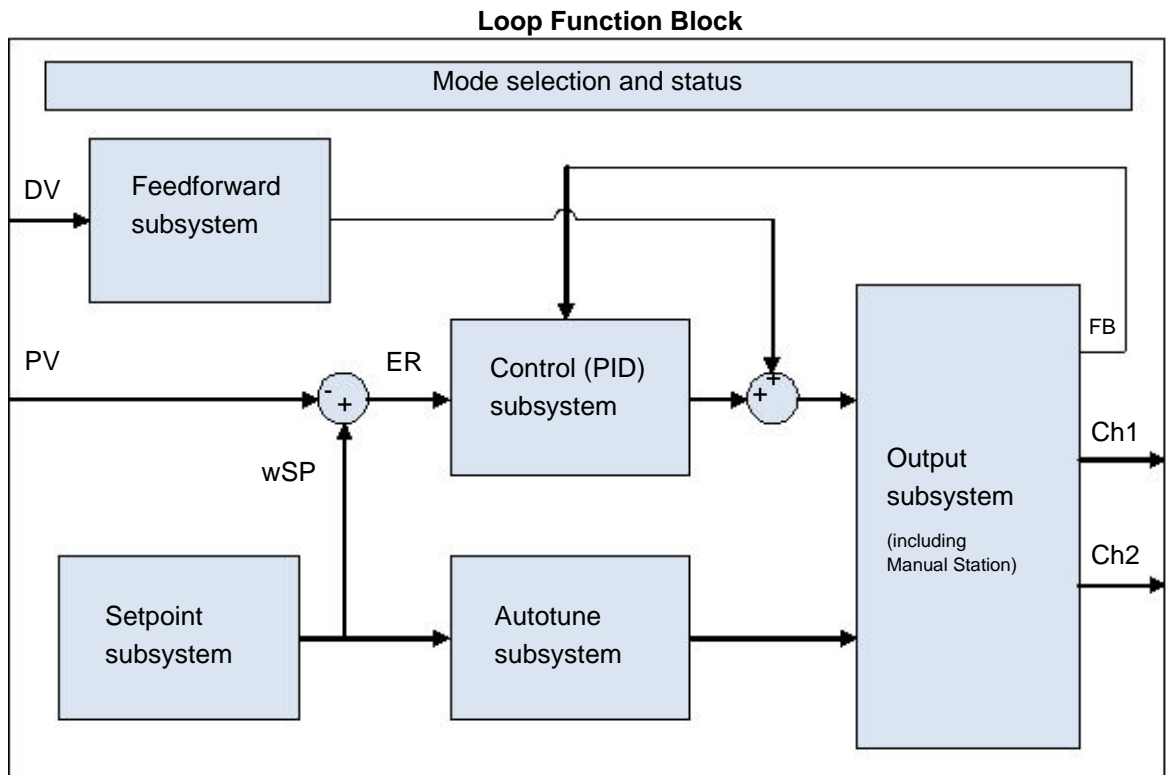 Loop Function Block
Mode selection and status
DV
Feedforward
subsystem
FB
PV
ER
Control (PID)
subsystem
-
+
+
+
wSP
Ch1
Output
subsystem
(including
Manual Station)
Ch2
Setpoint
subsystem
Autotune
subsystem